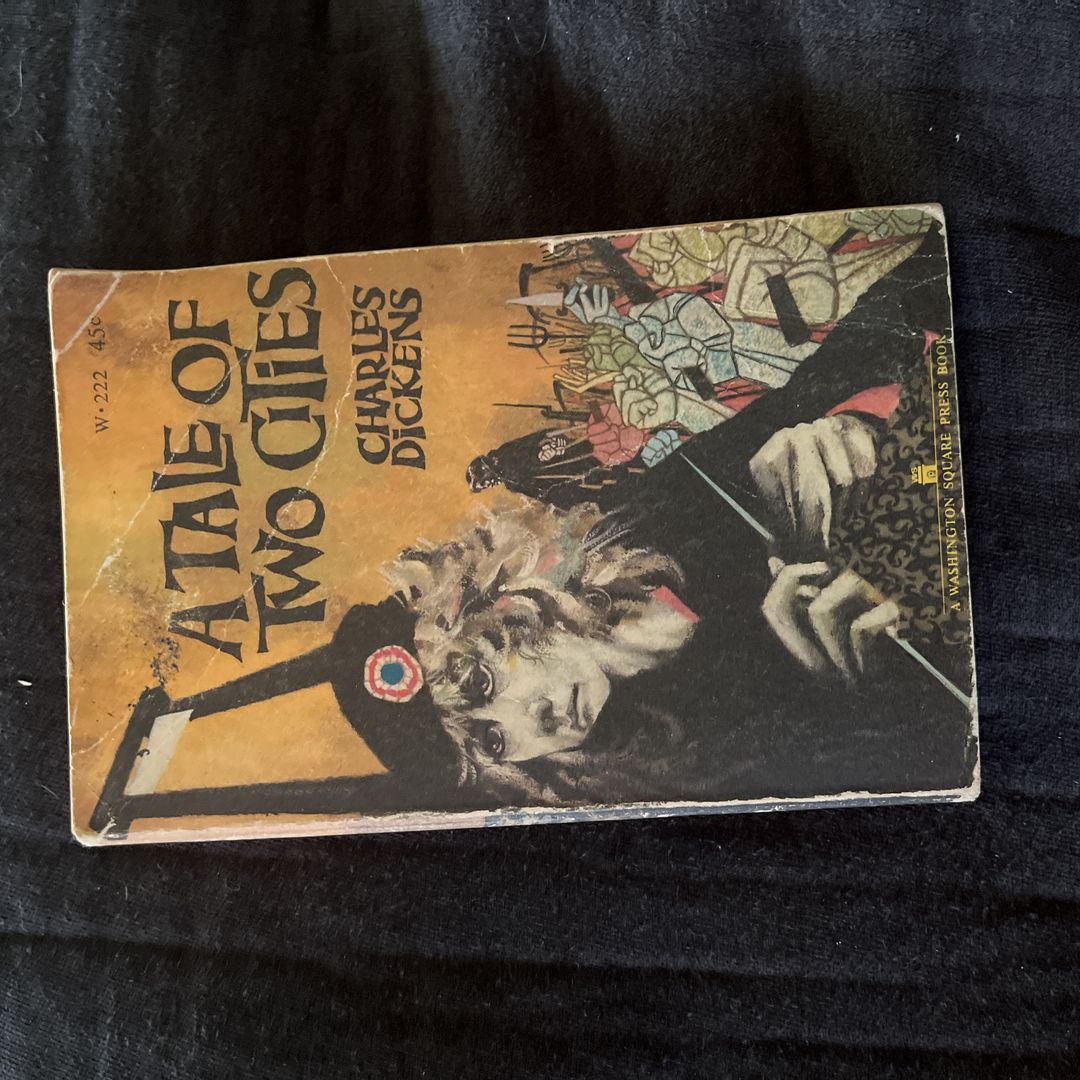 W•222 45¢
A TALE OF
TWO CiTiES
CHARLES
DiCKENS
A WASHINGTON SQUARE PRESS BOOK